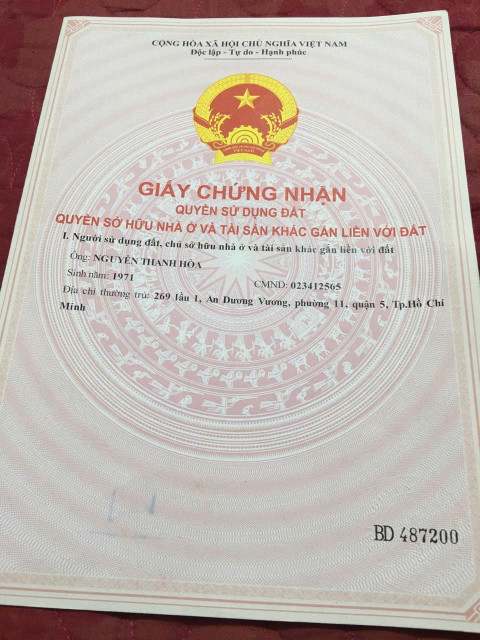 CỘNG HÒA XÃ HỘI CHỦ NGHĨA VIỆT NAM
Độc lập - Tự do - Hạnh phúc
GIẤY CHỨNG NHẬN
QUYỀN SỬ DỤNG ĐẤT
QUYỀN SỞ HỮU NHÀ Ở VÀ TÀI SẢN KHÁC GẮN LIỀN VỚI ĐẤT
I. Người sử dụng đất, chủ sở hữu nhà ở và tài sản khác gắn liền với đất
Ông: NGUYỄN THANH HÒA
Sinh năm: 1971 CMND: 023412565
Địa chỉ thường trú: 269 lầu 1, An Dương Vương, phường 11, quận 5, Tp.Hồ Chí
Minh
BD 487200